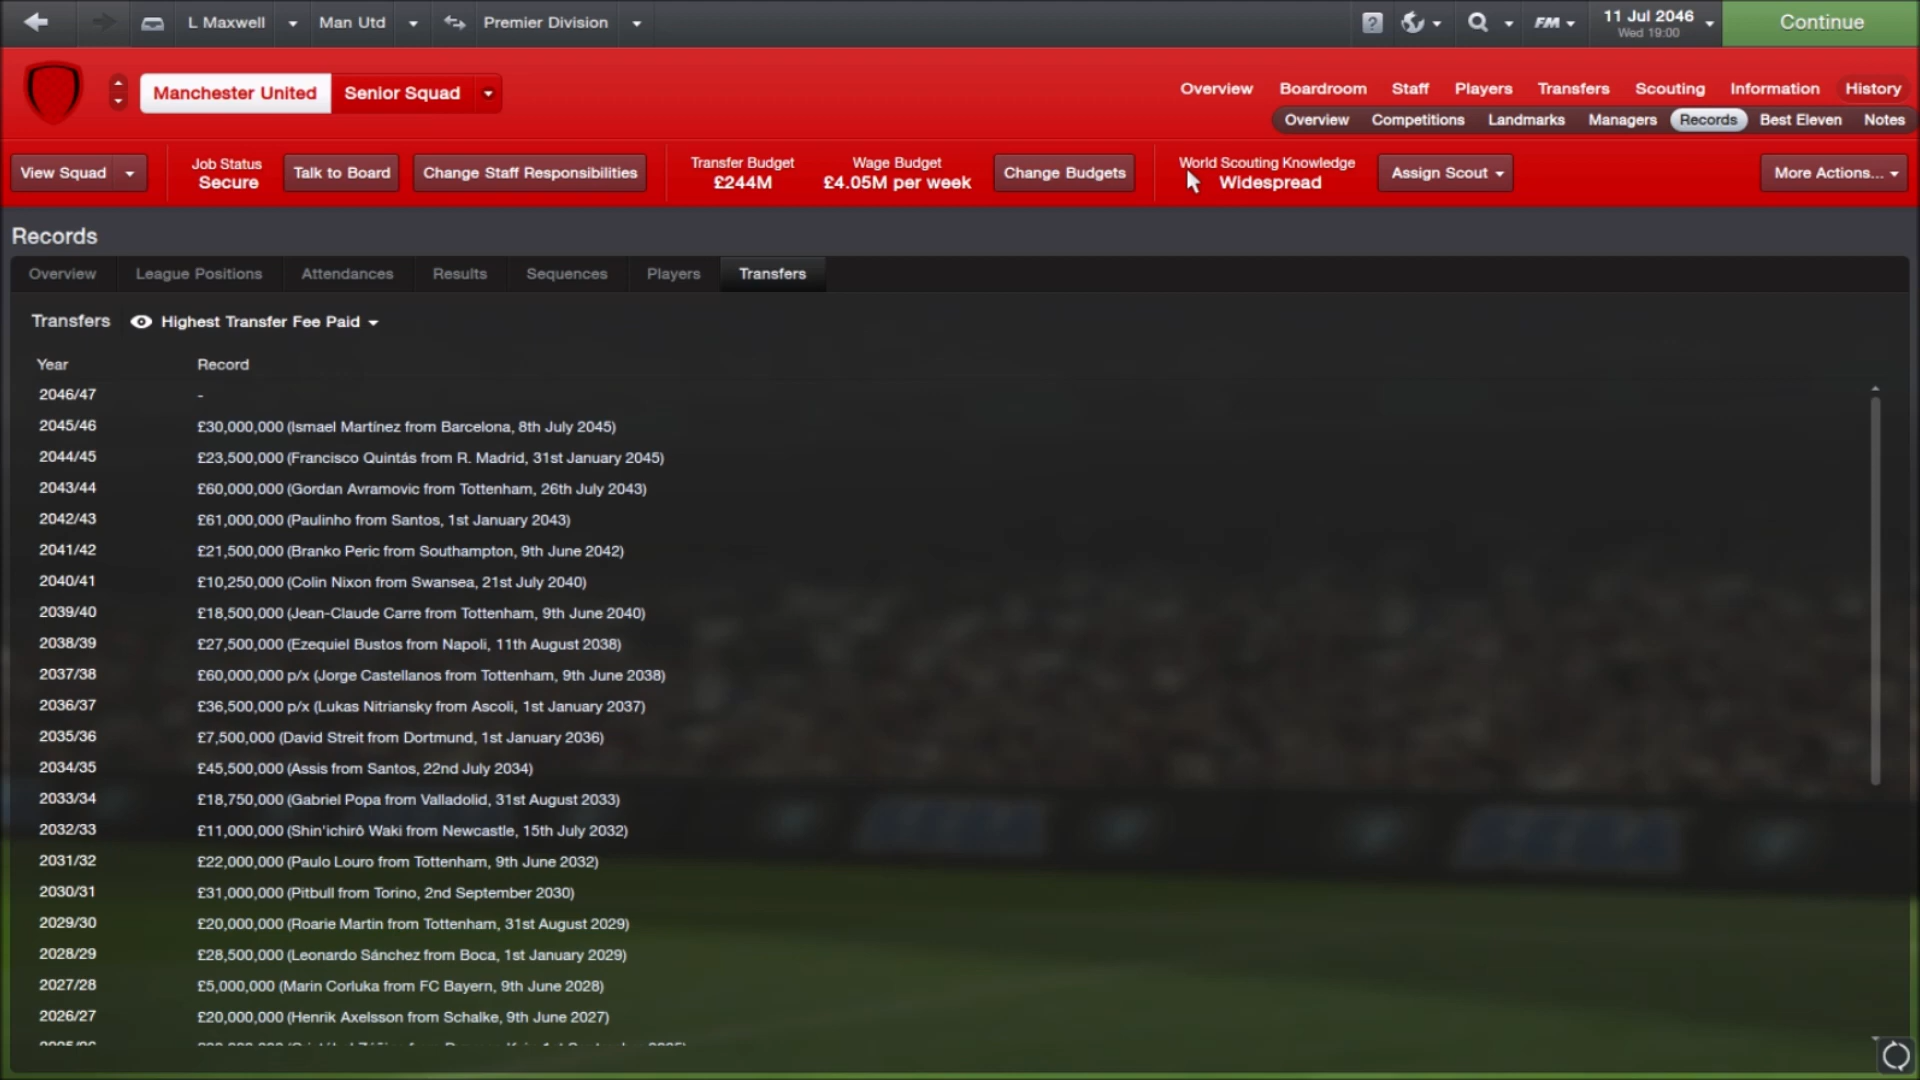 L Maxwell Man Utd Premier Division ? FM 11 Jul 2046 Continue
Wed 19:00
Manchester United Senior Squad
Overview Boardroom Staff Players Transfers Scouting Information History
Overview Competitions Landmarks Managers Records Best Eleven Notes
View Squad Job Status Secure Talk to Board Change Staff Responsibilities Transfer Budget £244M Wage Budget £4.05M per week Change Budgets World Scouting Knowledge Widespread Assign Scout More Actions...
Records
Overview League Positions Attendances Results Sequences Players Transfers
Transfers Highest Transfer Fee Paid
Year Record
2046/47 -
2045/46 £30,000,000 (Ismael Martínez from Barcelona, 8th July 2045)
2044/45 £23,500,000 (Francisco Quintás from R. Madrid, 31st January 2045)
2043/44 £60,000,000 (Gordan Avramovic from Tottenham, 26th July 2043)
2042/43 £61,000,000 (Paulinho from Santos, 1st January 2043)
2041/42 £21,500,000 (Branko Peric from Southampton, 9th June 2042)
2040/41 £10,250,000 (Colin Nixon from Swansea, 21st July 2040)
2039/40 £18,500,000 (Jean-Claude Carre from Tottenham, 9th June 2040)
2038/39 £27,500,000 (Ezequiel Bustos from Napoli, 11th August 2038)
2037/38 £60,000,000 p/x (Jorge Castellanos from Tottenham, 9th June 2038)
2036/37 £36,500,000 p/x (Lukas Nitriansky from Ascoli, 1st January 2037)
2035/36 £7,500,000 (David Streit from Dortmund, 1st January 2036)
2034/35 £45,500,000 (Assis from Santos, 22nd July 2034)
2033/34 £18,750,000 (Gabriel Popa from Valladolid, 31st August 2033)
2032/33 £11,000,000 (Shin'ichirô Waki from Newcastle, 15th July 2032)
2031/32 £22,000,000 (Paulo Louro from Tottenham, 9th June 2032)
2030/31 £31,000,000 (Pitbull from Torino, 2nd September 2030)
2029/30 £20,000,000 (Roarie Martin from Tottenham, 31st August 2029)
2028/29 £28,500,000 (Leonardo Sánchez from Boca, 1st January 2029)
2027/28 £5,000,000 (Marin Corluka from FC Bayern, 9th June 2028)
2026/27 £20,000,000 (Henrik Axelsson from Schalke, 9th June 2027)